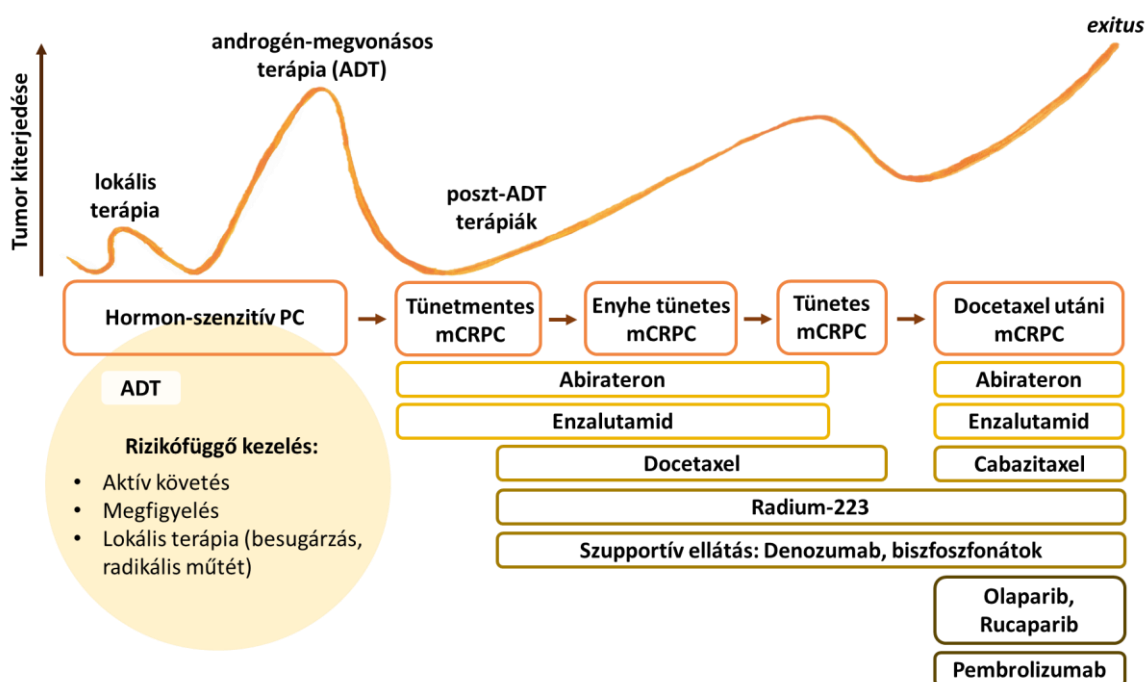 exitus
androgén-megvonásos
terápia (ADT)
Tumor kiterjedése
lokális
terápia
poszt-ADT
terápiák
Hormon-szenzitív PC
Tünetmentes
mCRPC
Enyhe tünetes
mCRPC
Tünetes
mCRPC
Docetaxel utáni
mCRPC
ADT
Rizikófüggő kezelés:
• Aktív követés
• Megfigyelés
• Lokális terápia (besugárzás,
radikális műtét)
Abirateron
Abirateron
Enzalutamid
Enzalutamid
Docetaxel
Cabazitaxel
Radium-223
Szupportív ellátás: Denozumab, biszfoszfonátok
Olaparib,
Rucaparib
Pembrolizumab